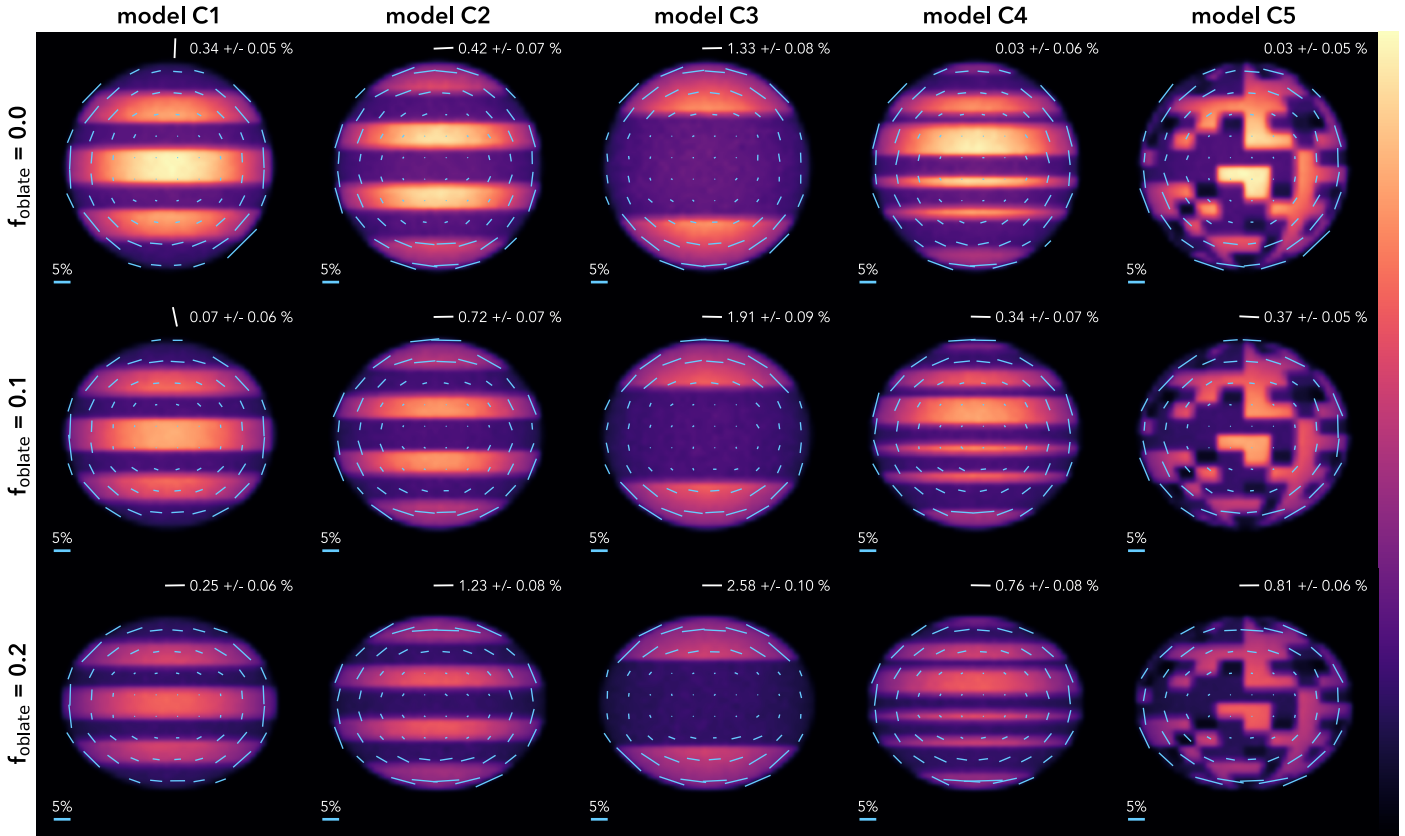 model C1 model C2 model C3 model C4 model C5
f_oblate = 0.0
0.34 +/- 0.05 % 0.42 +/- 0.07 % 1.33 +/- 0.08 % 0.03 +/- 0.06 % 0.03 +/- 0.05 %
5% 5% 5% 5% 5%
f_oblate = 0.1
0.07 +/- 0.06 % 0.72 +/- 0.07 % 1.91 +/- 0.09 % 0.34 +/- 0.07 % 0.37 +/- 0.05 %
5% 5% 5% 5% 5%
f_oblate = 0.2
0.25 +/- 0.06 % 1.23 +/- 0.08 % 2.58 +/- 0.10 % 0.76 +/- 0.08 % 0.81 +/- 0.06 %
5% 5% 5% 5% 5%